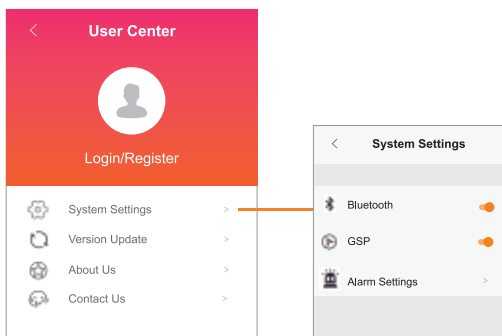 User Center
Login/Register
System Settings
Version Update
About Us
Contact Us
System Settings
Bluetooth
GSP
Alarm Settings